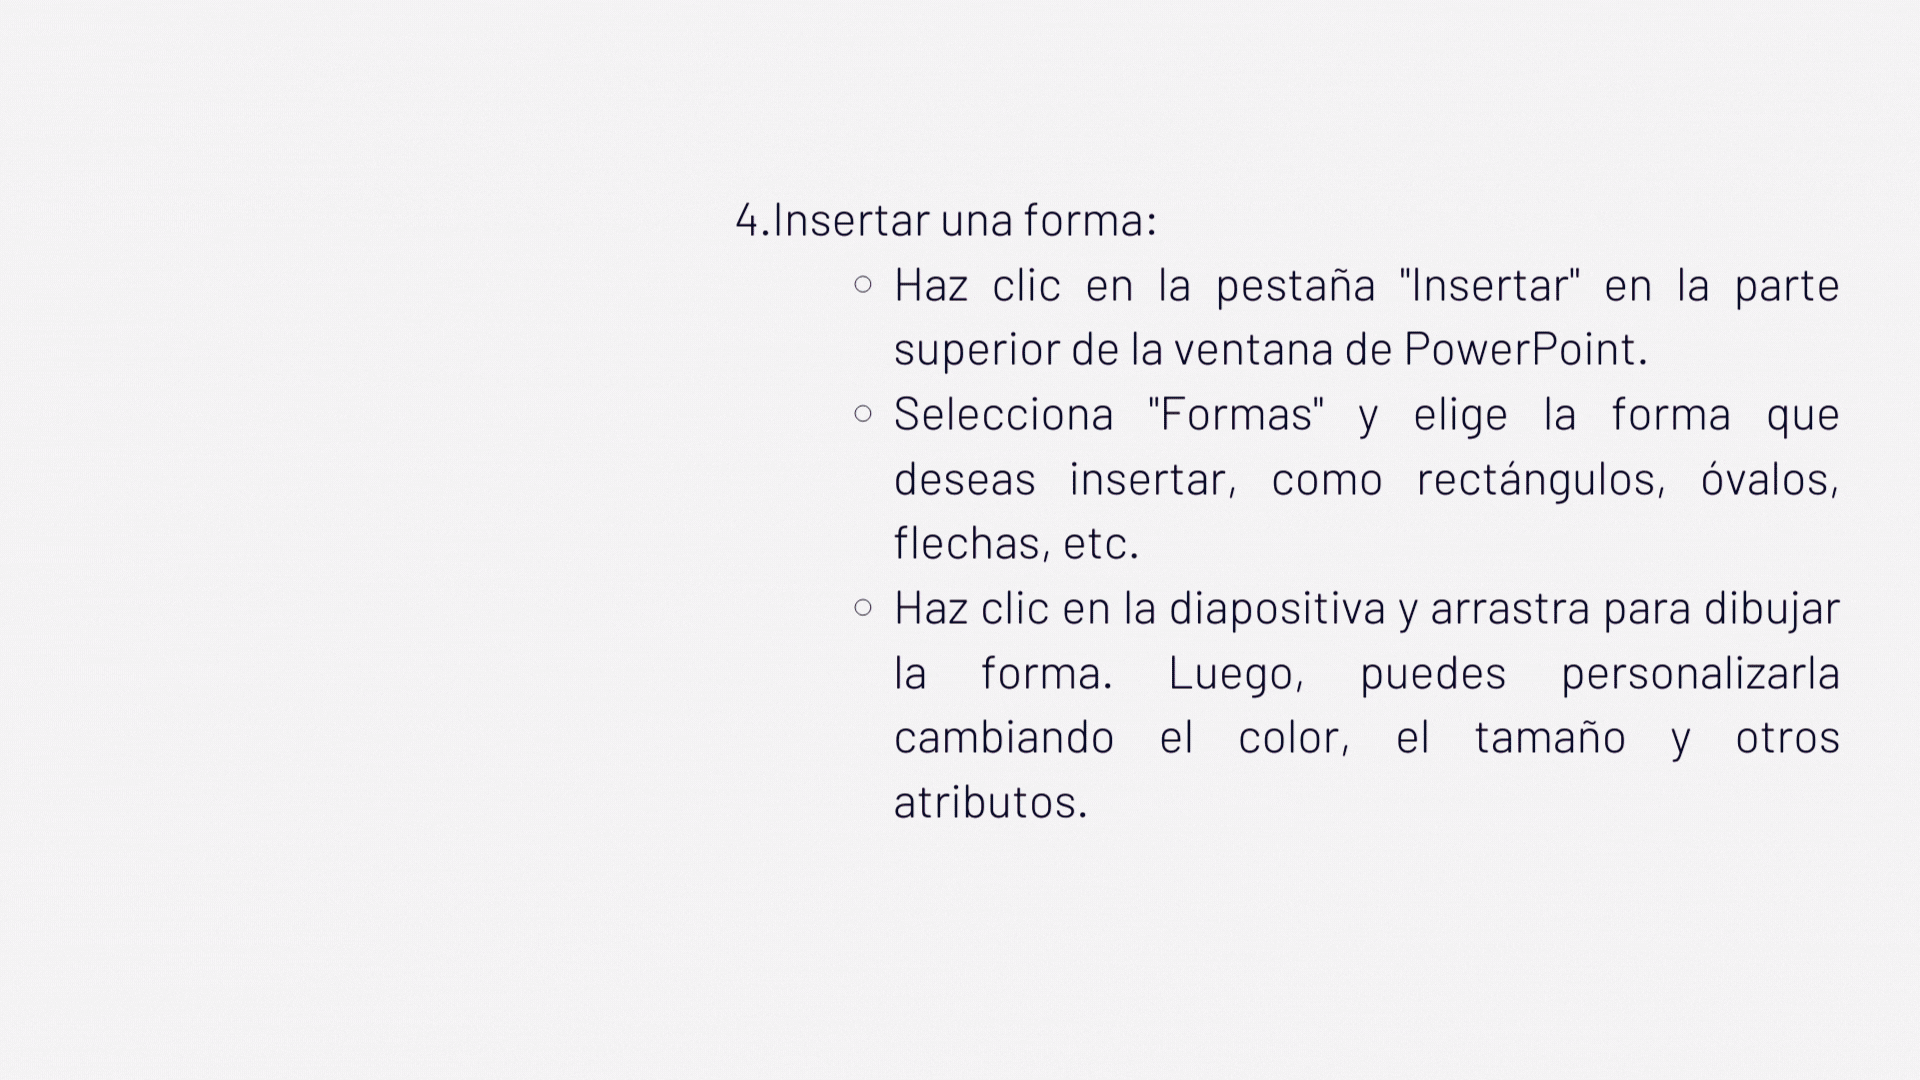 4.Insertar una forma:
○ Haz clic en la pestaña "Insertar" en la parte
superior de la ventana de PowerPoint.
○ Selecciona "Formas" y elige la forma que
deseas insertar, como rectángulos, óvalos,
flechas, etc.
○ Haz clic en la diapositiva y arrastra para dibujar
la forma. Luego, puedes personalizarla
cambiando el color, el tamaño y otros
atributos.